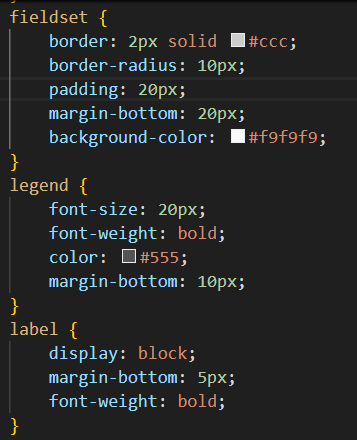 fieldset {
    border: 2px solid #ccc;
    border-radius: 10px;
    padding: 20px;
    margin-bottom: 20px;
    background-color: #f9f9f9;
}
legend {
    font-size: 20px;
    font-weight: bold;
    color: #555;
    margin-bottom: 10px;
}
label {
    display: block;
    margin-bottom: 5px;
    font-weight: bold;
}